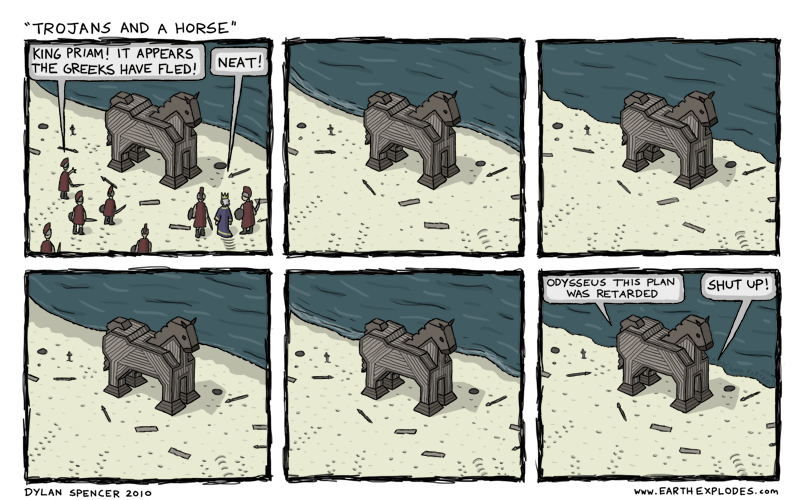 "TROJANS AND A HORSE"
KING PRIAM! IT APPEARS
THE GREEKS HAVE FLED!
NEAT!
ODYSSEUS THIS PLAN
WAS RETARDED
SHUT UP!
DYLAN SPENCER 2010
WWW.EARTHEXPLODES.COM